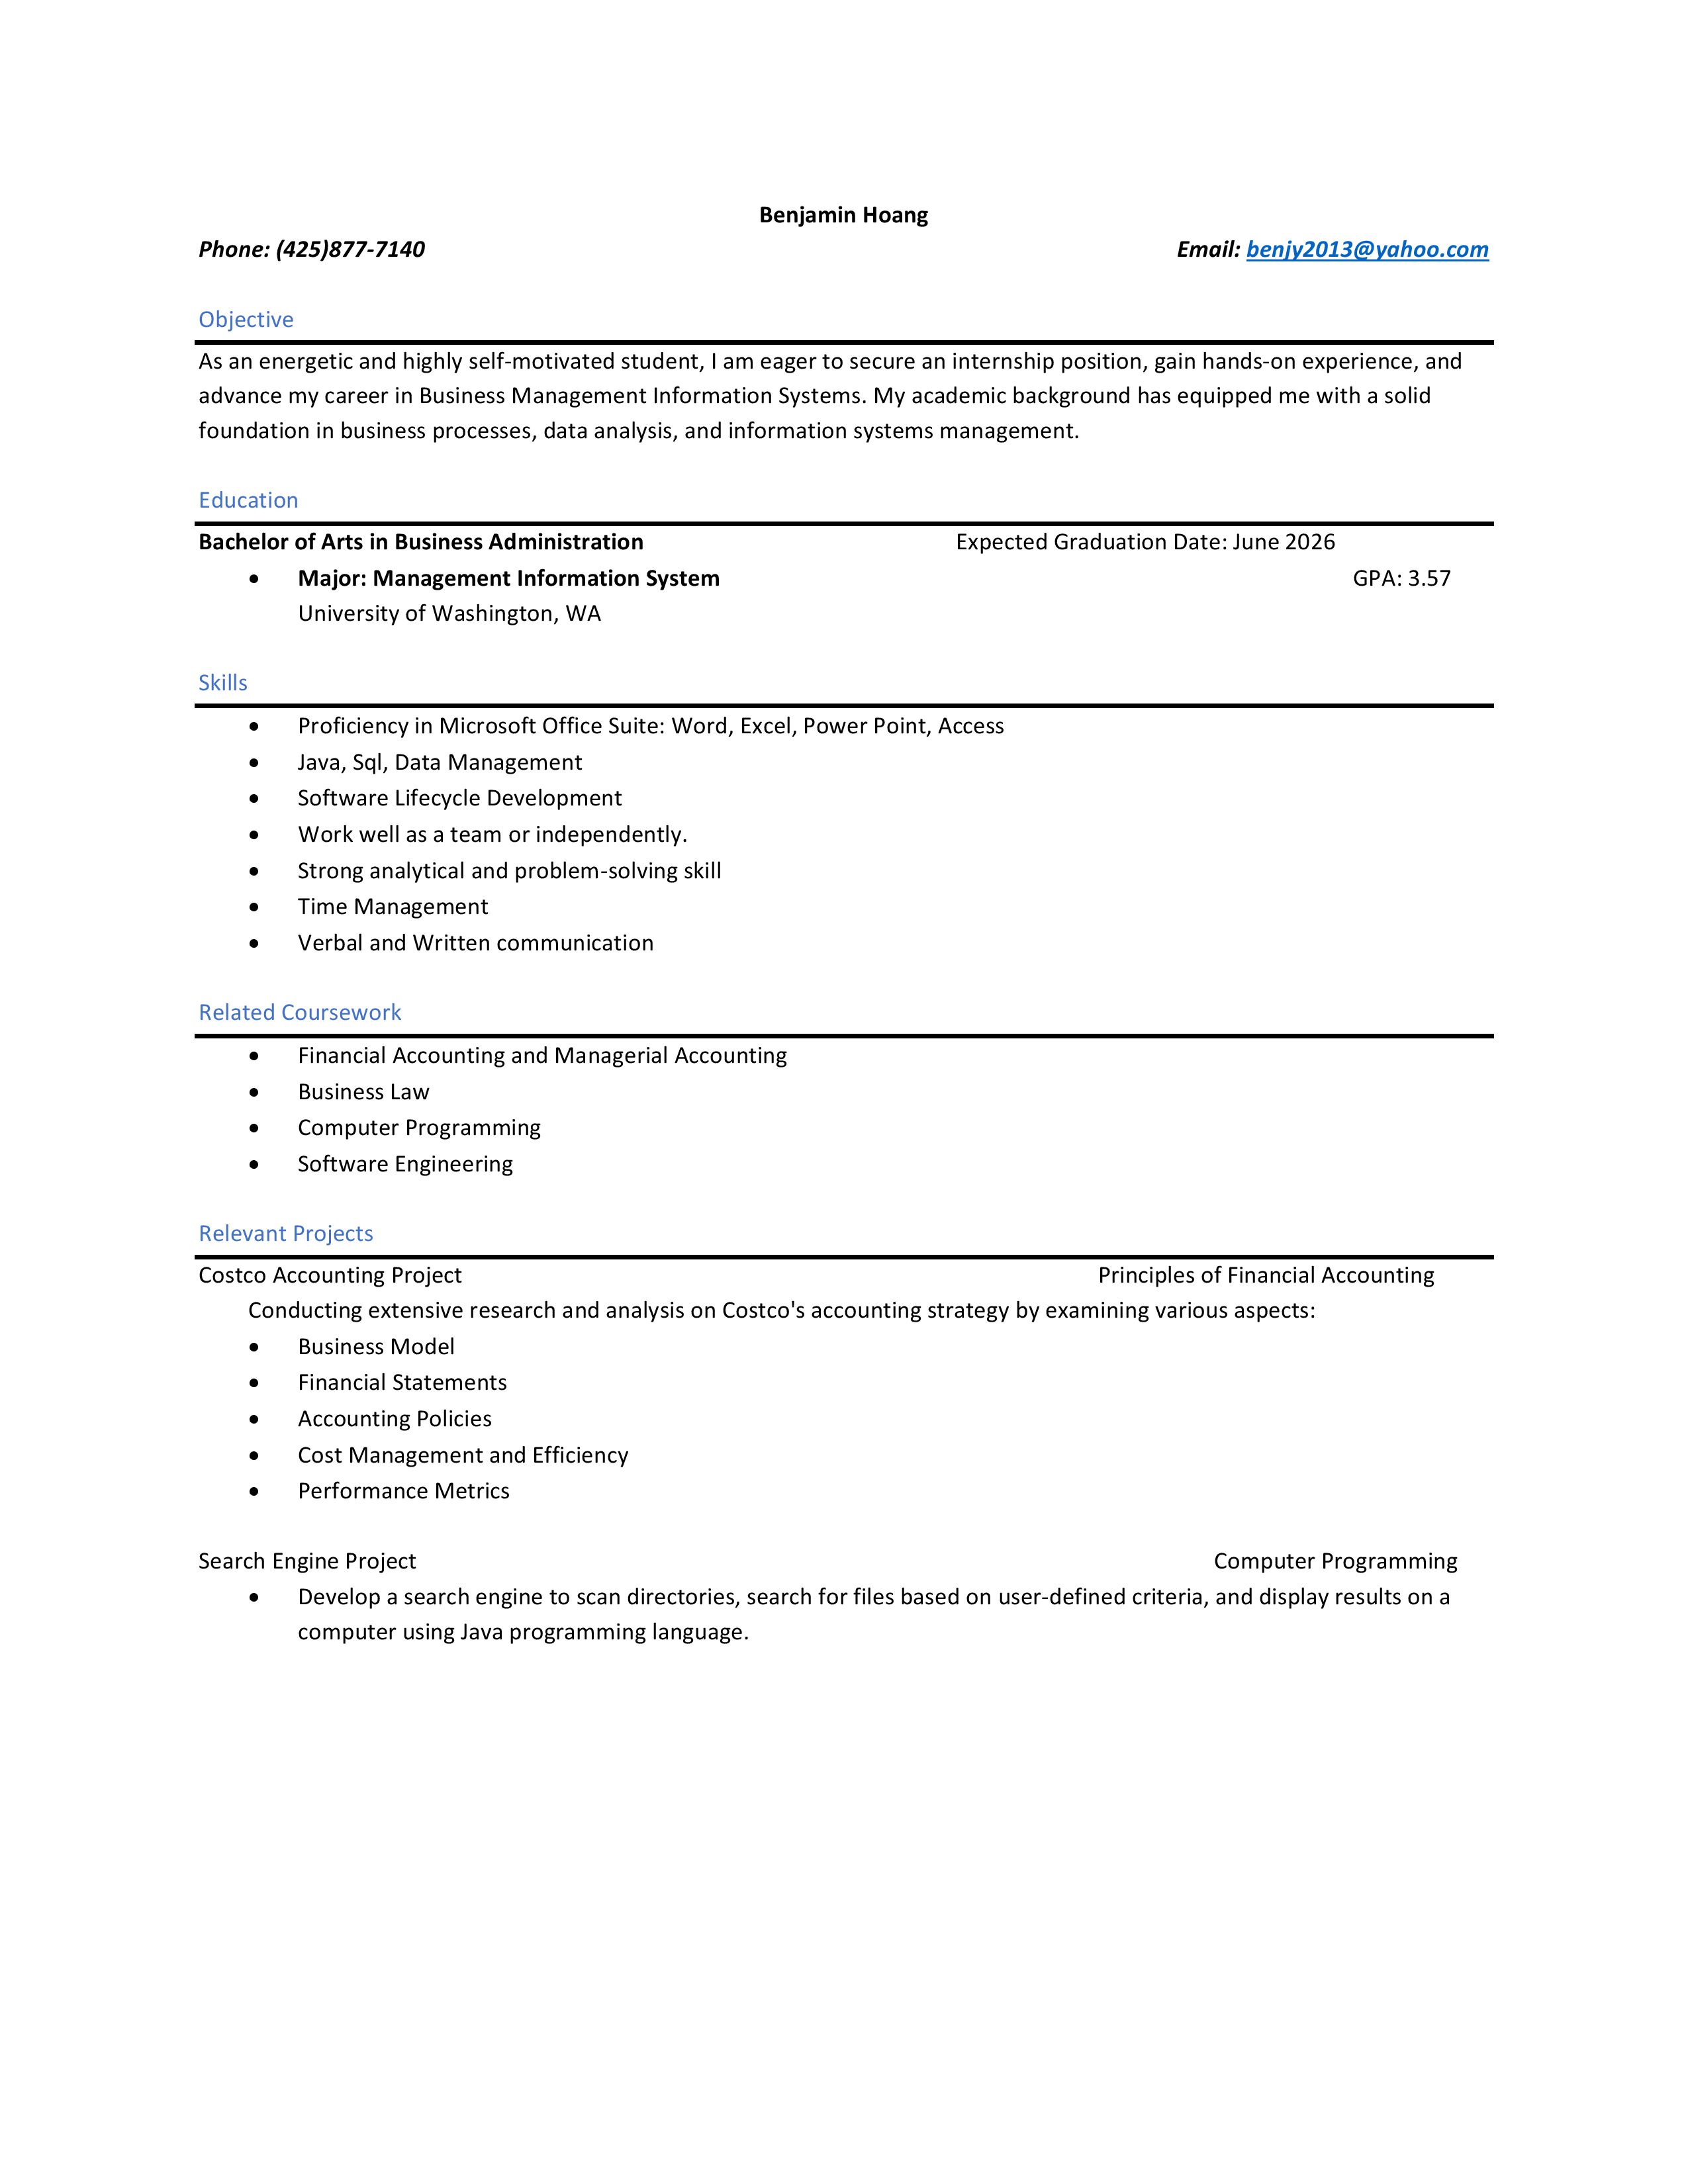 Benjamin Hoang
Phone: (425)877-7140 Email: benjy2013@yahoo.com
Objective
As an energetic and highly self-motivated student, I am eager to secure an internship position, gain hands-on experience, and
advance my career in Business Management Information Systems. My academic background has equipped me with a solid
foundation in business processes, data analysis, and information systems management.
Education
Bachelor of Arts in Business Administration Expected Graduation Date: June 2026
• Major: Management Information System GPA: 3.57
University of Washington, WA
Skills
• Proficiency in Microsoft Office Suite: Word, Excel, Power Point, Access
• Java, Sql, Data Management
• Software Lifecycle Development
• Work well as a team or independently.
• Strong analytical and problem-solving skill
• Time Management
• Verbal and Written communication
Related Coursework
• Financial Accounting and Managerial Accounting
• Business Law
• Computer Programming
• Software Engineering
Relevant Projects
Costco Accounting Project Principles of Financial Accounting
Conducting extensive research and analysis on Costco's accounting strategy by examining various aspects:
• Business Model
• Financial Statements
• Accounting Policies
• Cost Management and Efficiency
• Performance Metrics
Search Engine Project Computer Programming
• Develop a search engine to scan directories, search for files based on user-defined criteria, and display results on a
computer using Java programming language.